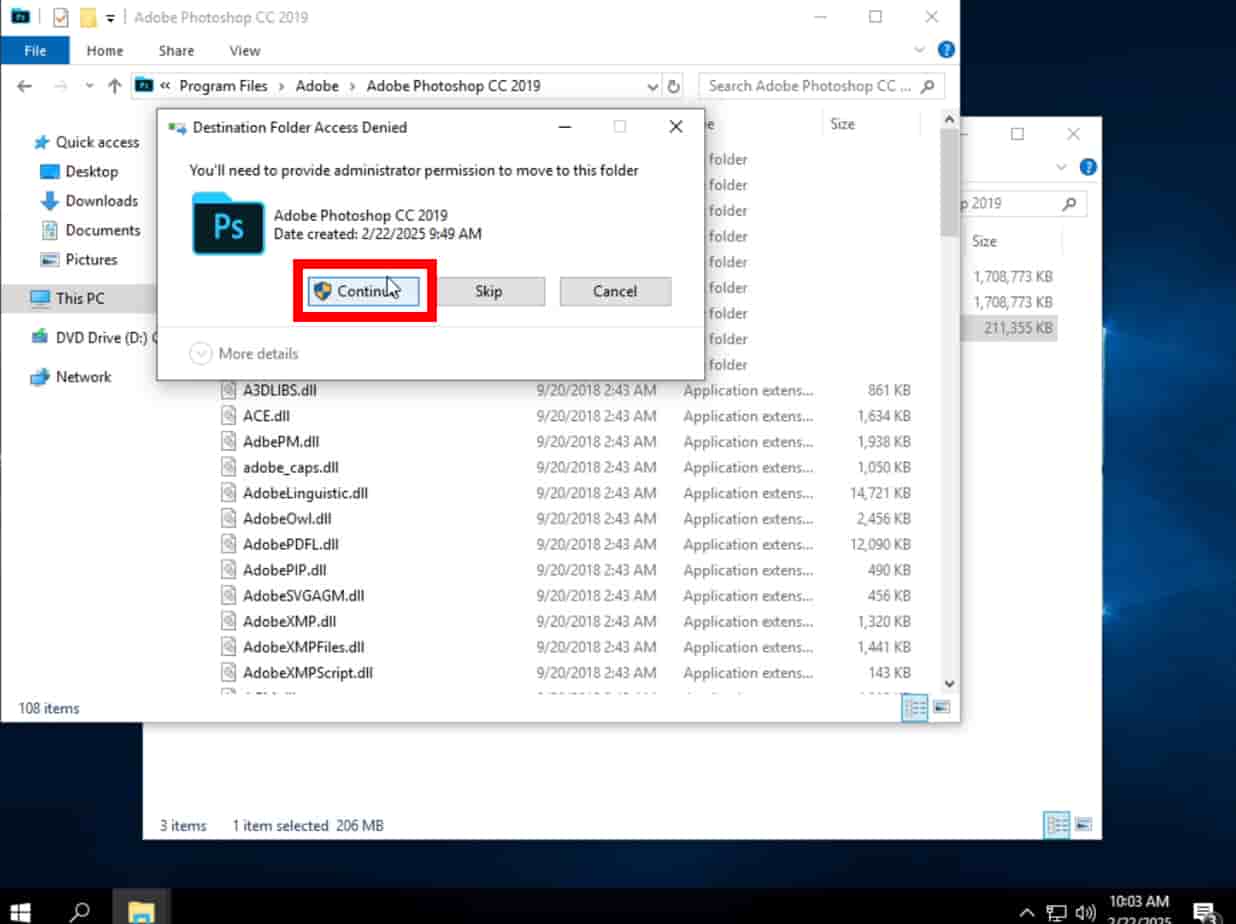 Adobe Photoshop CC 2019
File Home Share View
« Program Files > Adobe > Adobe Photoshop CC 2019
Search Adobe Photoshop CC ...
Size
Destination Folder Access Denied
You'll need to provide administrator permission to move to this folder
Ps
Adobe Photoshop CC 2019
Date created: 2/22/2025 9:49 AM
Continue Skip Cancel
More details
Quick access
Desktop
Downloads
Documents
Pictures
This PC
DVD Drive (D:)
Network
folder
folder
folder
folder
folder
folder
folder
folder
folder
A3DLIBS.dll 9/20/2018 2:43 AM Application extens... 861 KB
ACE.dll 9/20/2018 2:43 AM Application extens... 1,634 KB
AdbePM.dll 9/20/2018 2:43 AM Application extens... 1,938 KB
adobe_caps.dll 9/20/2018 2:43 AM Application extens... 1,050 KB
AdobeLinguistic.dll 9/20/2018 2:43 AM Application extens... 14,721 KB
AdobeOwl.dll 9/20/2018 2:43 AM Application extens... 2,456 KB
AdobePDFL.dll 9/20/2018 2:43 AM Application extens... 12,090 KB
AdobePIP.dll 9/20/2018 2:43 AM Application extens... 490 KB
AdobeSVGAGM.dll 9/20/2018 2:43 AM Application extens... 456 KB
AdobeXMP.dll 9/20/2018 2:43 AM Application extens... 1,320 KB
AdobeXMPFiles.dll 9/20/2018 2:43 AM Application extens... 1,441 KB
AdobeXMPScript.dll 9/20/2018 2:43 AM Application extens... 143 KB
108 items
2019
Size
1,708,773 KB
1,708,773 KB
211,355 KB
3 items 1 item selected 206 MB
10:03 AM
2/22/2025